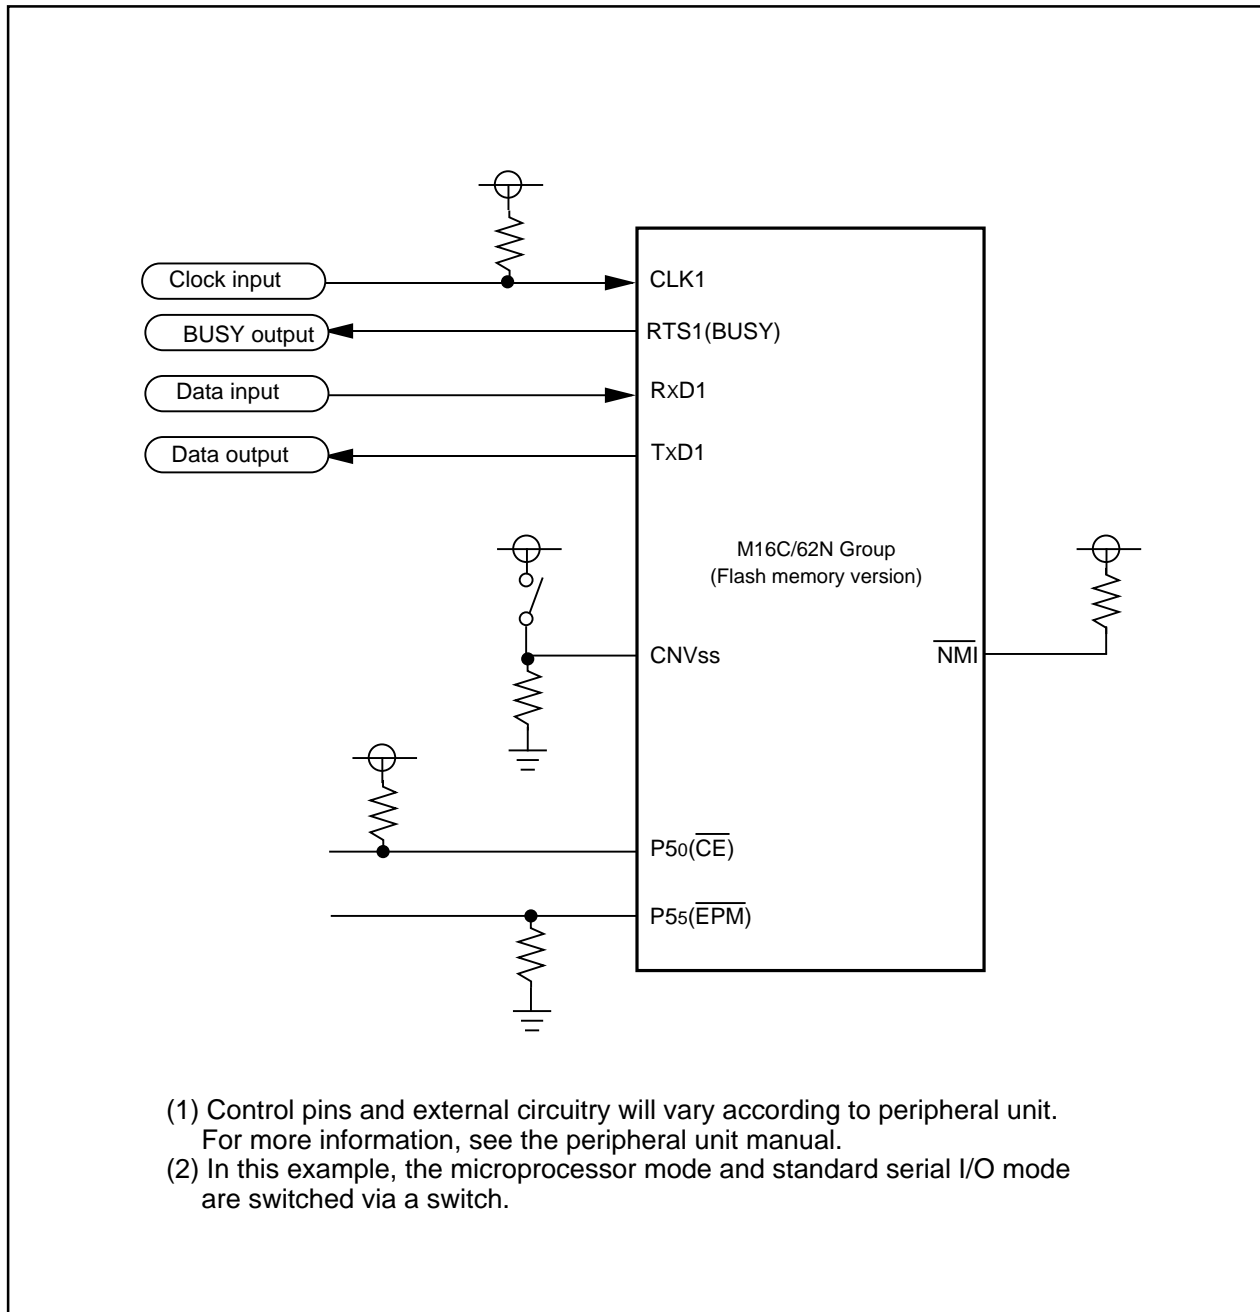 Clock input
CLK1
BUSY output
RTS1(BUSY)
Data input
RxD1
Data output
TxD1
M16C/62N Group
(Flash memory version)
CNVss
N̅M̅I̅
P50(C̅E̅)
P55(E̅P̅M̅)
(1) Control pins and external circuitry will vary according to peripheral unit.
For more information, see the peripheral unit manual.
(2) In this example, the microprocessor mode and standard serial I/O mode
are switched via a switch.